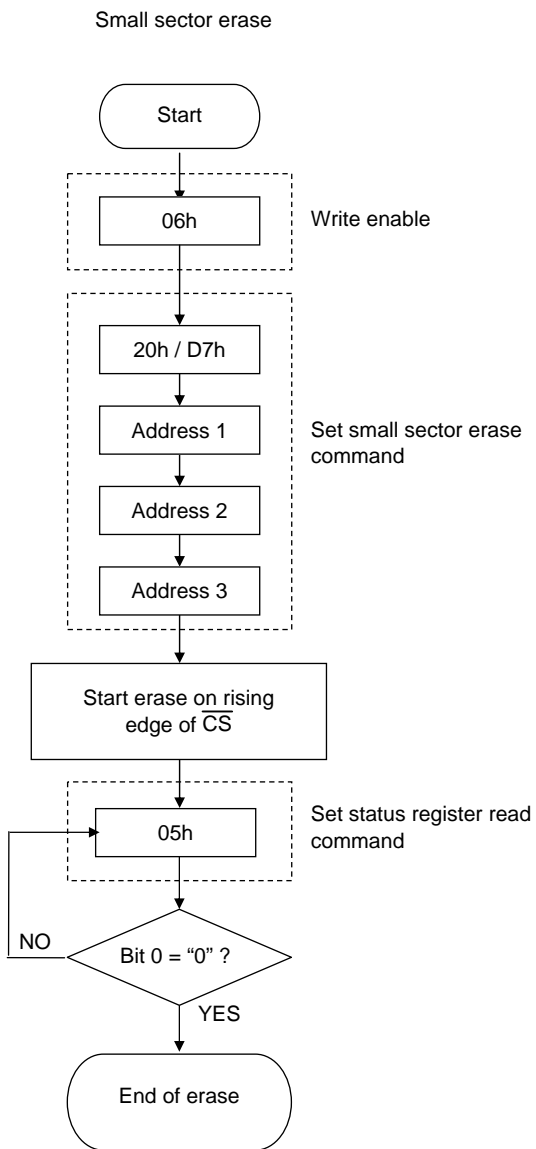 Small sector erase
Start
06h
Write enable
20h / D7h
Address 1
Set small sector erase
command
Address 2
Address 3
Start erase on rising
edge of C̅S̅
Set status register read
command
05h
NO
Bit 0 = “0” ?
YES
End of erase